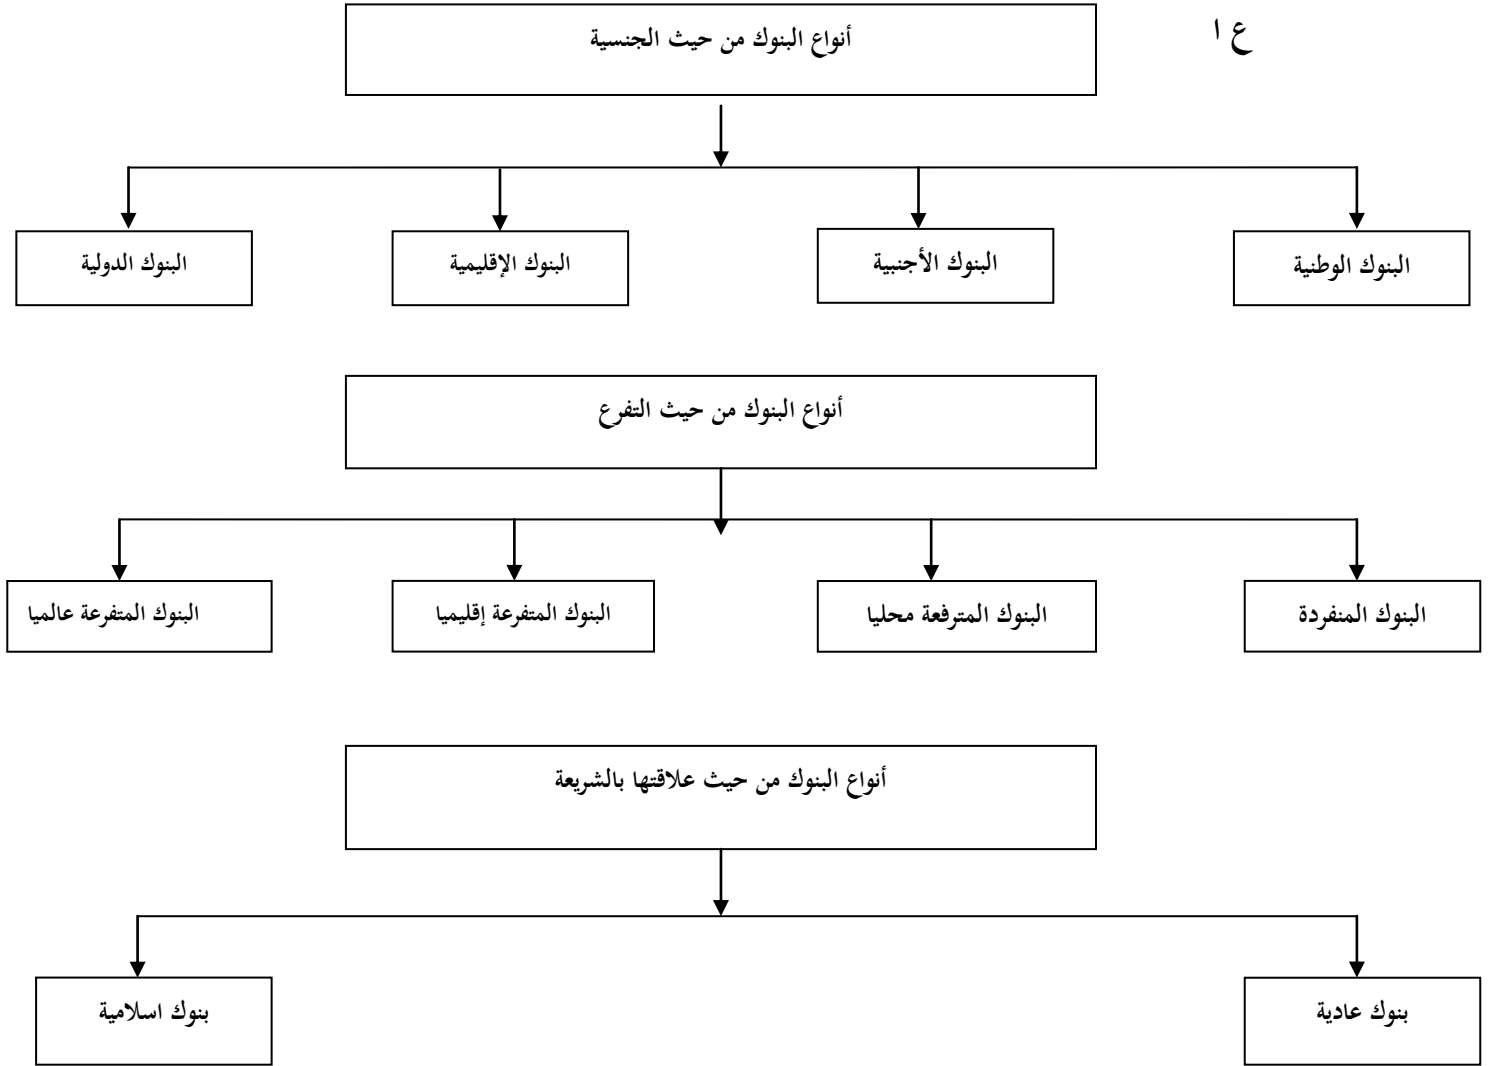 ع ١
أنواع البنوك من حيث الجنسية
البنوك الوطنية
البنوك الأجنبية
البنوك الإقليمية
البنوك الدولية
أنواع البنوك من حيث التفرع
البنوك المنفردة
البنوك المترفعة محليا
البنوك المتفرعة إقليميا
البنوك المتفرعة عالميا
أنواع البنوك من حيث علاقتها بالشريعة
بنوك عادية
بنوك اسلامية